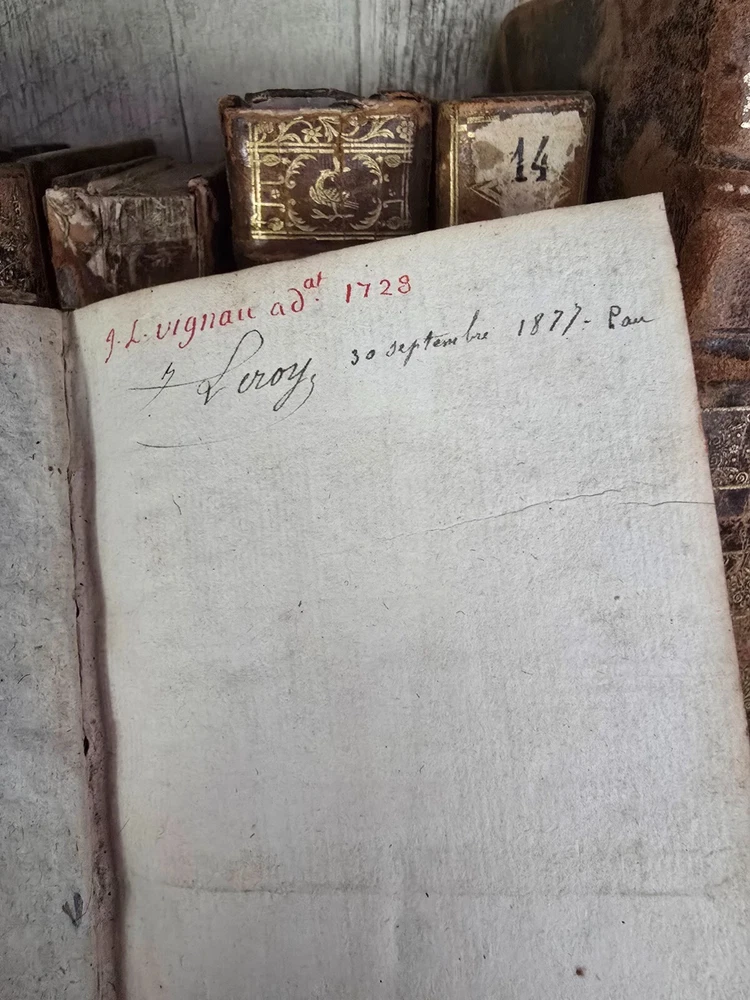 14
J. L. vignau ad.at 1728
Leroy 30 septembre 1877 - Pau